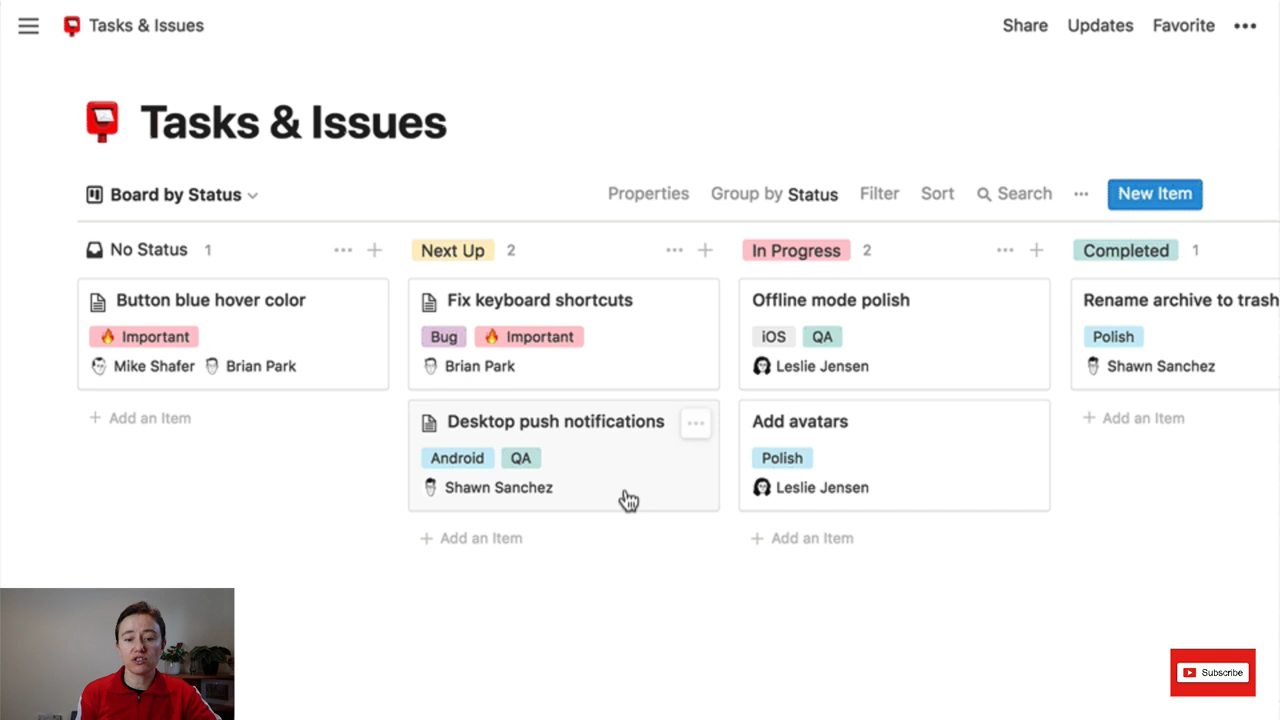 Tasks & Issues
Share Updates Favorite
Tasks & Issues
Board by Status
Properties Group by Status Filter Sort Search New Item
No Status 1
Next Up 2
In Progress 2
Completed 1
Button blue hover color
Important
Mike Shafer Brian Park
+ Add an Item
Fix keyboard shortcuts
Bug Important
Brian Park
Desktop push notifications
Android QA
Shawn Sanchez
+ Add an Item
Offline mode polish
iOS QA
Leslie Jensen
Add avatars
Polish
Leslie Jensen
+ Add an Item
Rename archive to trash
Polish
Shawn Sanchez
+ Add an Item
Subscribe